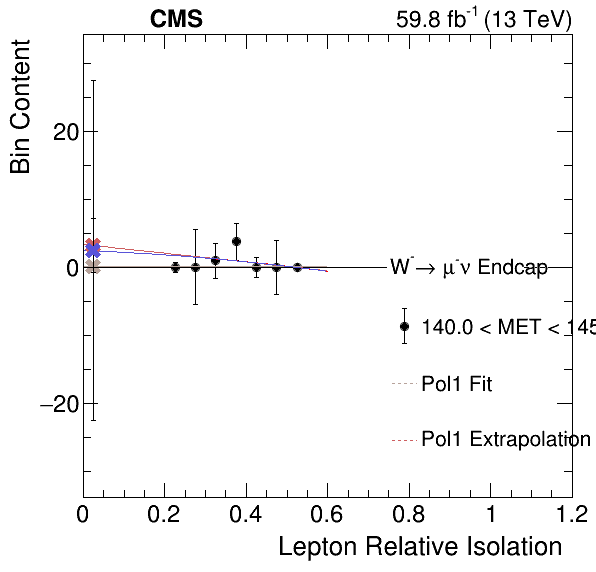 CMS 59.8 fb⁻¹ (13 TeV)
Bin Content
20
0
−20
W⁻→ μ⁻ν Endcap
140.0 < MET < 145
Pol1 Fit
Pol1 Extrapolation
0 0.2 0.4 0.6 0.8 1 1.2
Lepton Relative Isolation